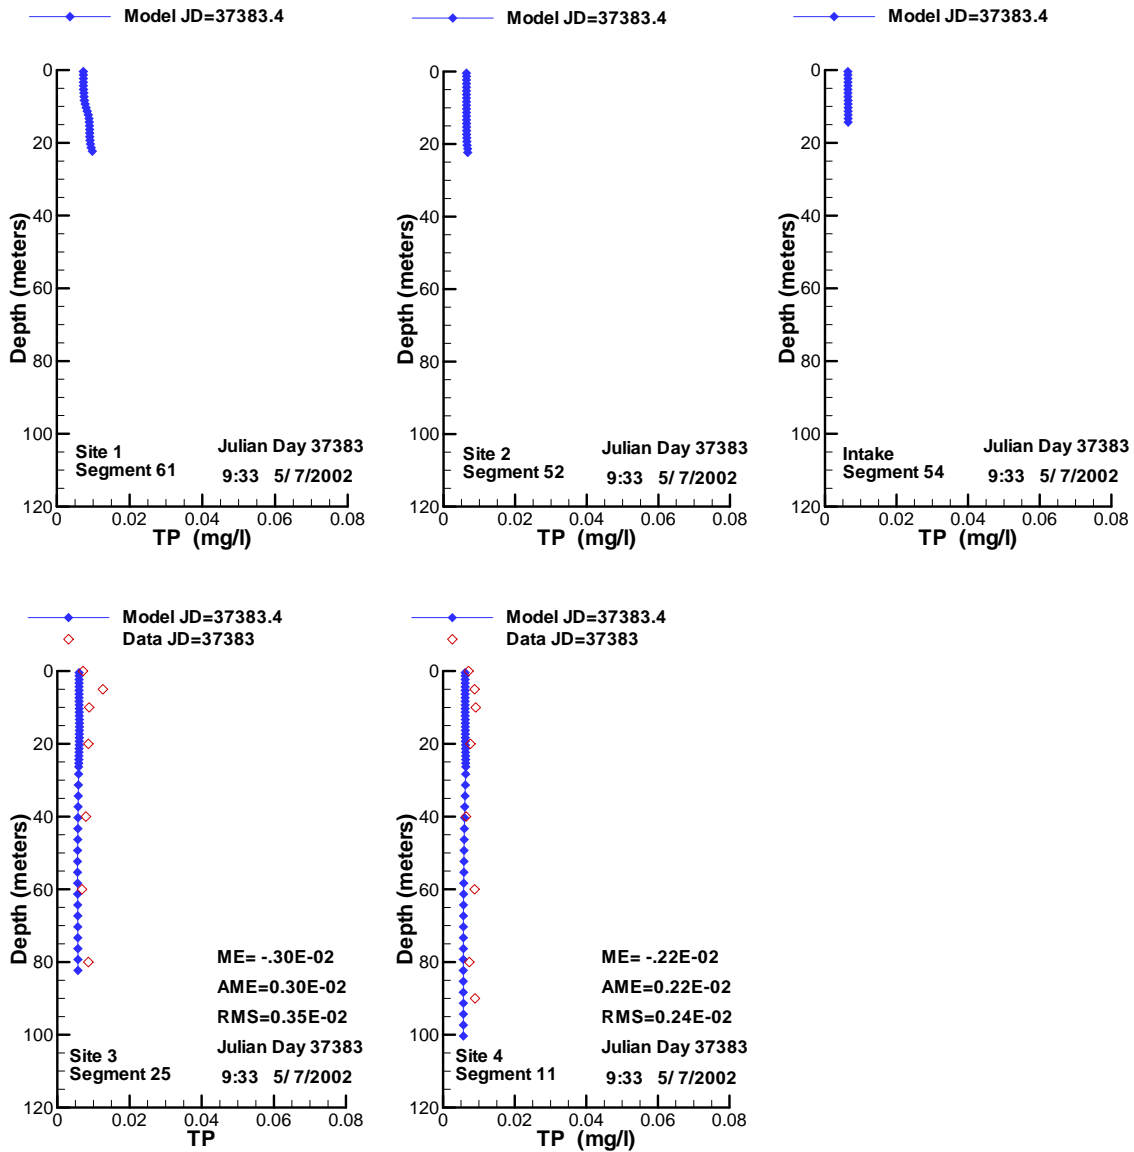 Model JD=37383.4
0
20
40
60
80
100
120
Depth (meters)
Site 1
Segment 61
Julian Day 37383
9:33 5/ 7/2002
0 0.02 0.04 0.06 0.08
TP (mg/l)
Model JD=37383.4
0
20
40
60
80
100
120
Depth (meters)
Site 2
Segment 52
Julian Day 37383
9:33 5/ 7/2002
0 0.02 0.04 0.06 0.08
TP (mg/l)
Model JD=37383.4
0
20
40
60
80
100
120
Depth (meters)
Intake
Segment 54
Julian Day 37383
9:33 5/ 7/2002
0 0.02 0.04 0.06 0.08
TP (mg/l)
Model JD=37383.4
Data JD=37383
0
20
40
60
80
100
120
Depth (meters)
ME= -.30E-02
AME=0.30E-02
RMS=0.35E-02
Site 3
Segment 25
Julian Day 37383
9:33 5/ 7/2002
0 0.02 0.04 0.06 0.08
TP
Model JD=37383.4
Data JD=37383
0
20
40
60
80
100
120
Depth (meters)
ME= -.22E-02
AME=0.22E-02
RMS=0.24E-02
Site 4
Segment 11
Julian Day 37383
9:33 5/ 7/2002
0 0.02 0.04 0.06 0.08
TP (mg/l)